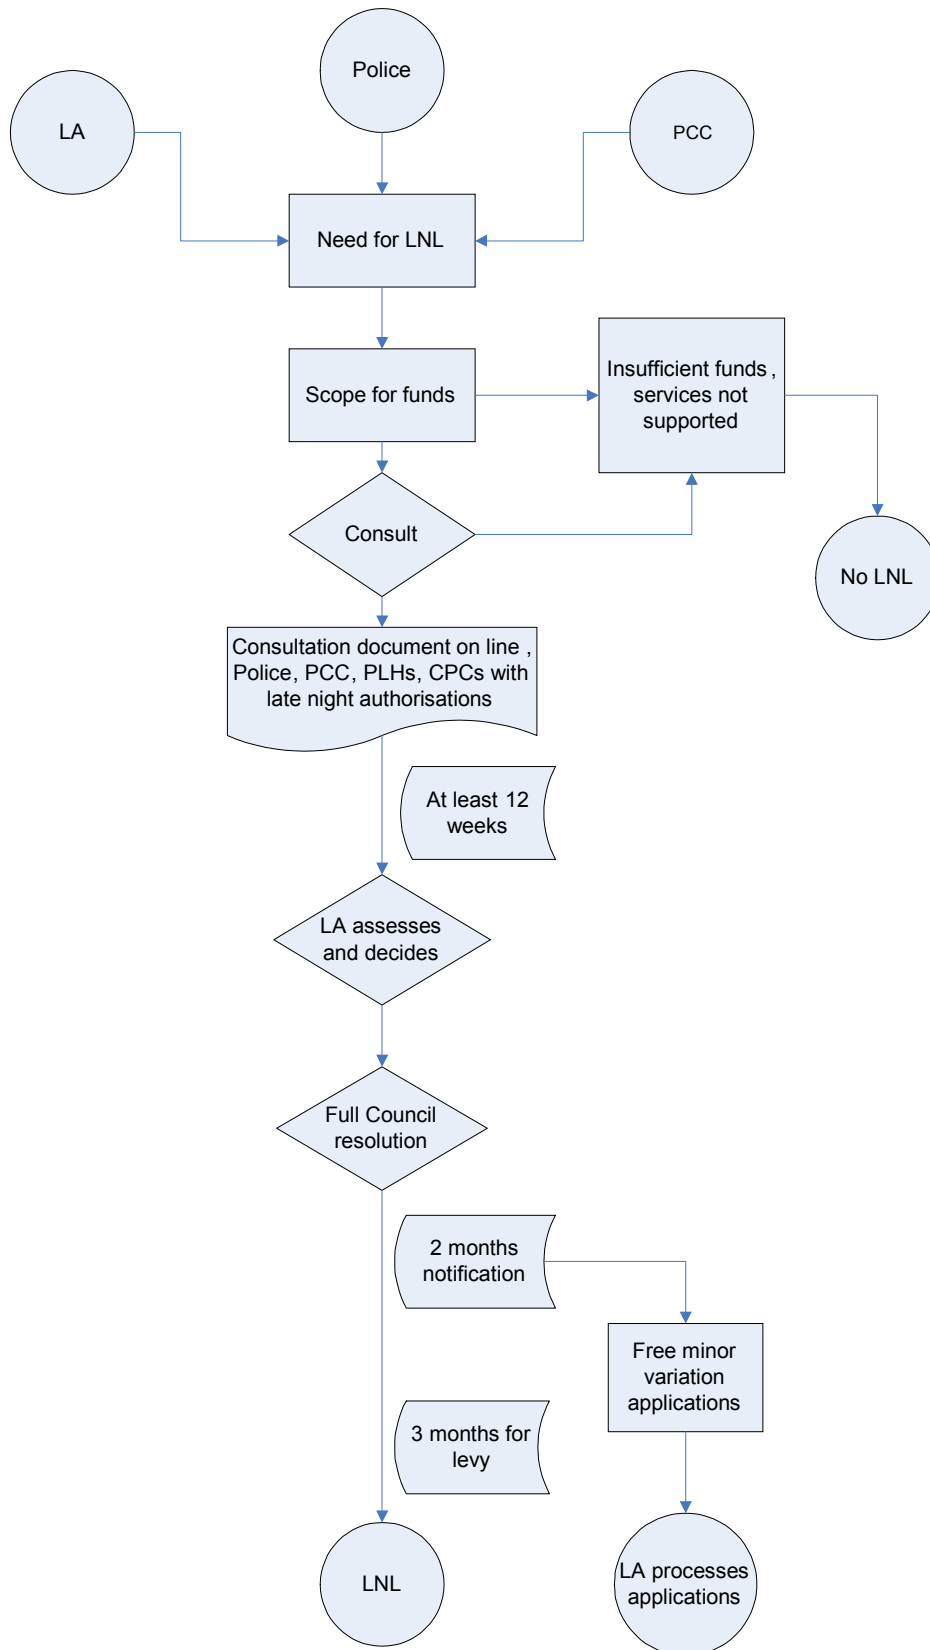 Police
LA
PCC
Need for LNL
Scope for funds
Insufficient funds ,
services not
supported
Consult
No LNL
Consultation document on line ,
Police, PCC, PLHs, CPCs with
late night authorisations
At least 12
weeks
LA assesses
and decides
Full Council
resolution
2 months
notification
Free minor
variation
applications
3 months for
levy
LNL
LA processes
applications